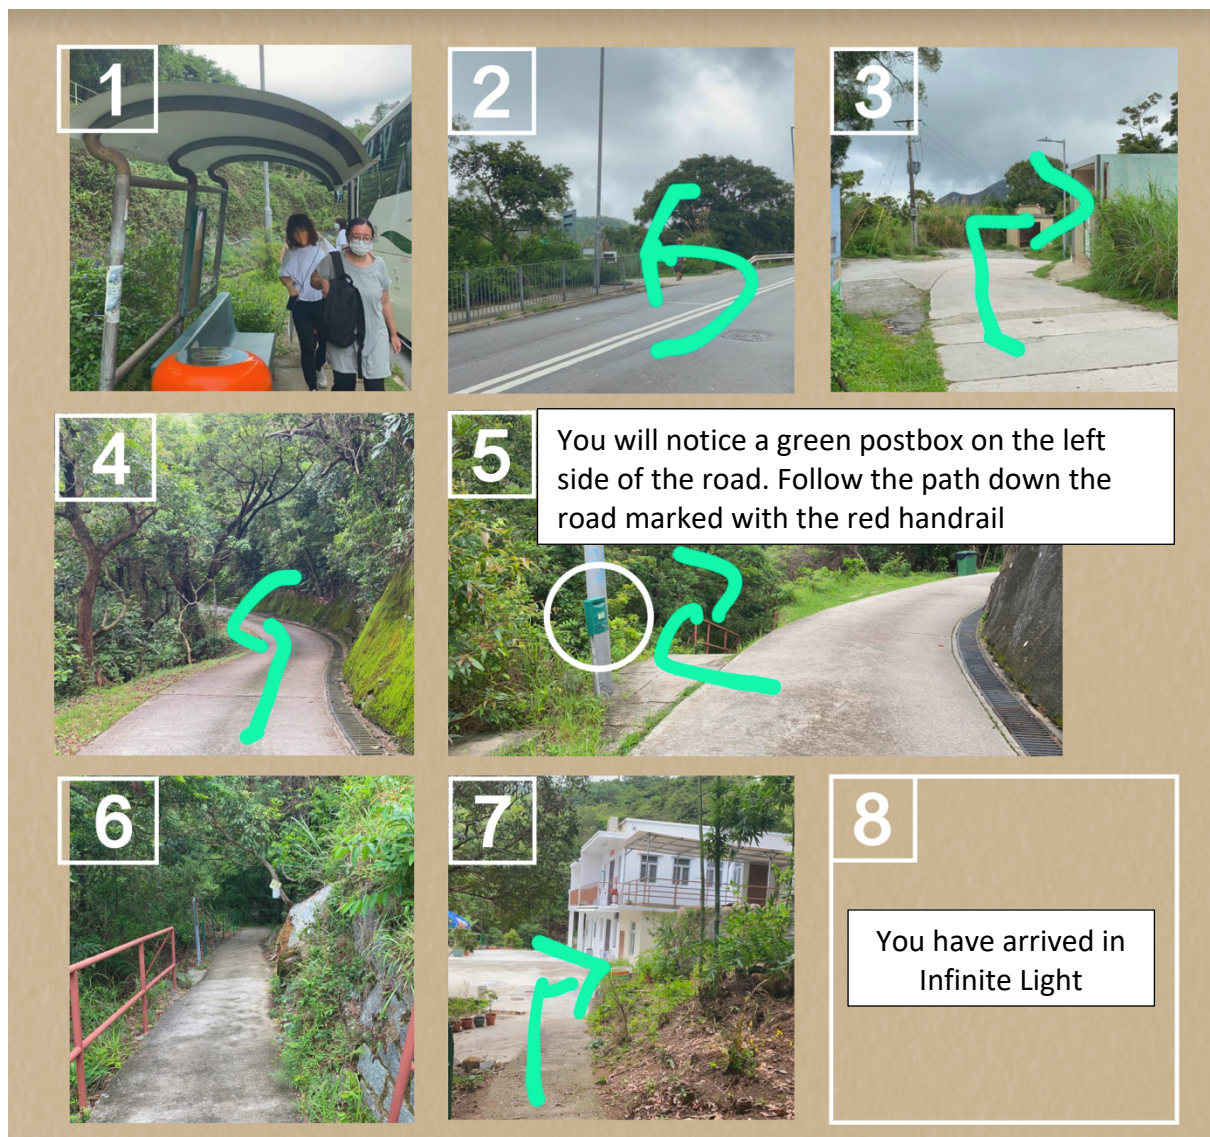 1
2
3
4
5
You will notice a green postbox on the left
side of the road. Follow the path down the
road marked with the red handrail
6
7
8
You have arrived in
Infinite Light